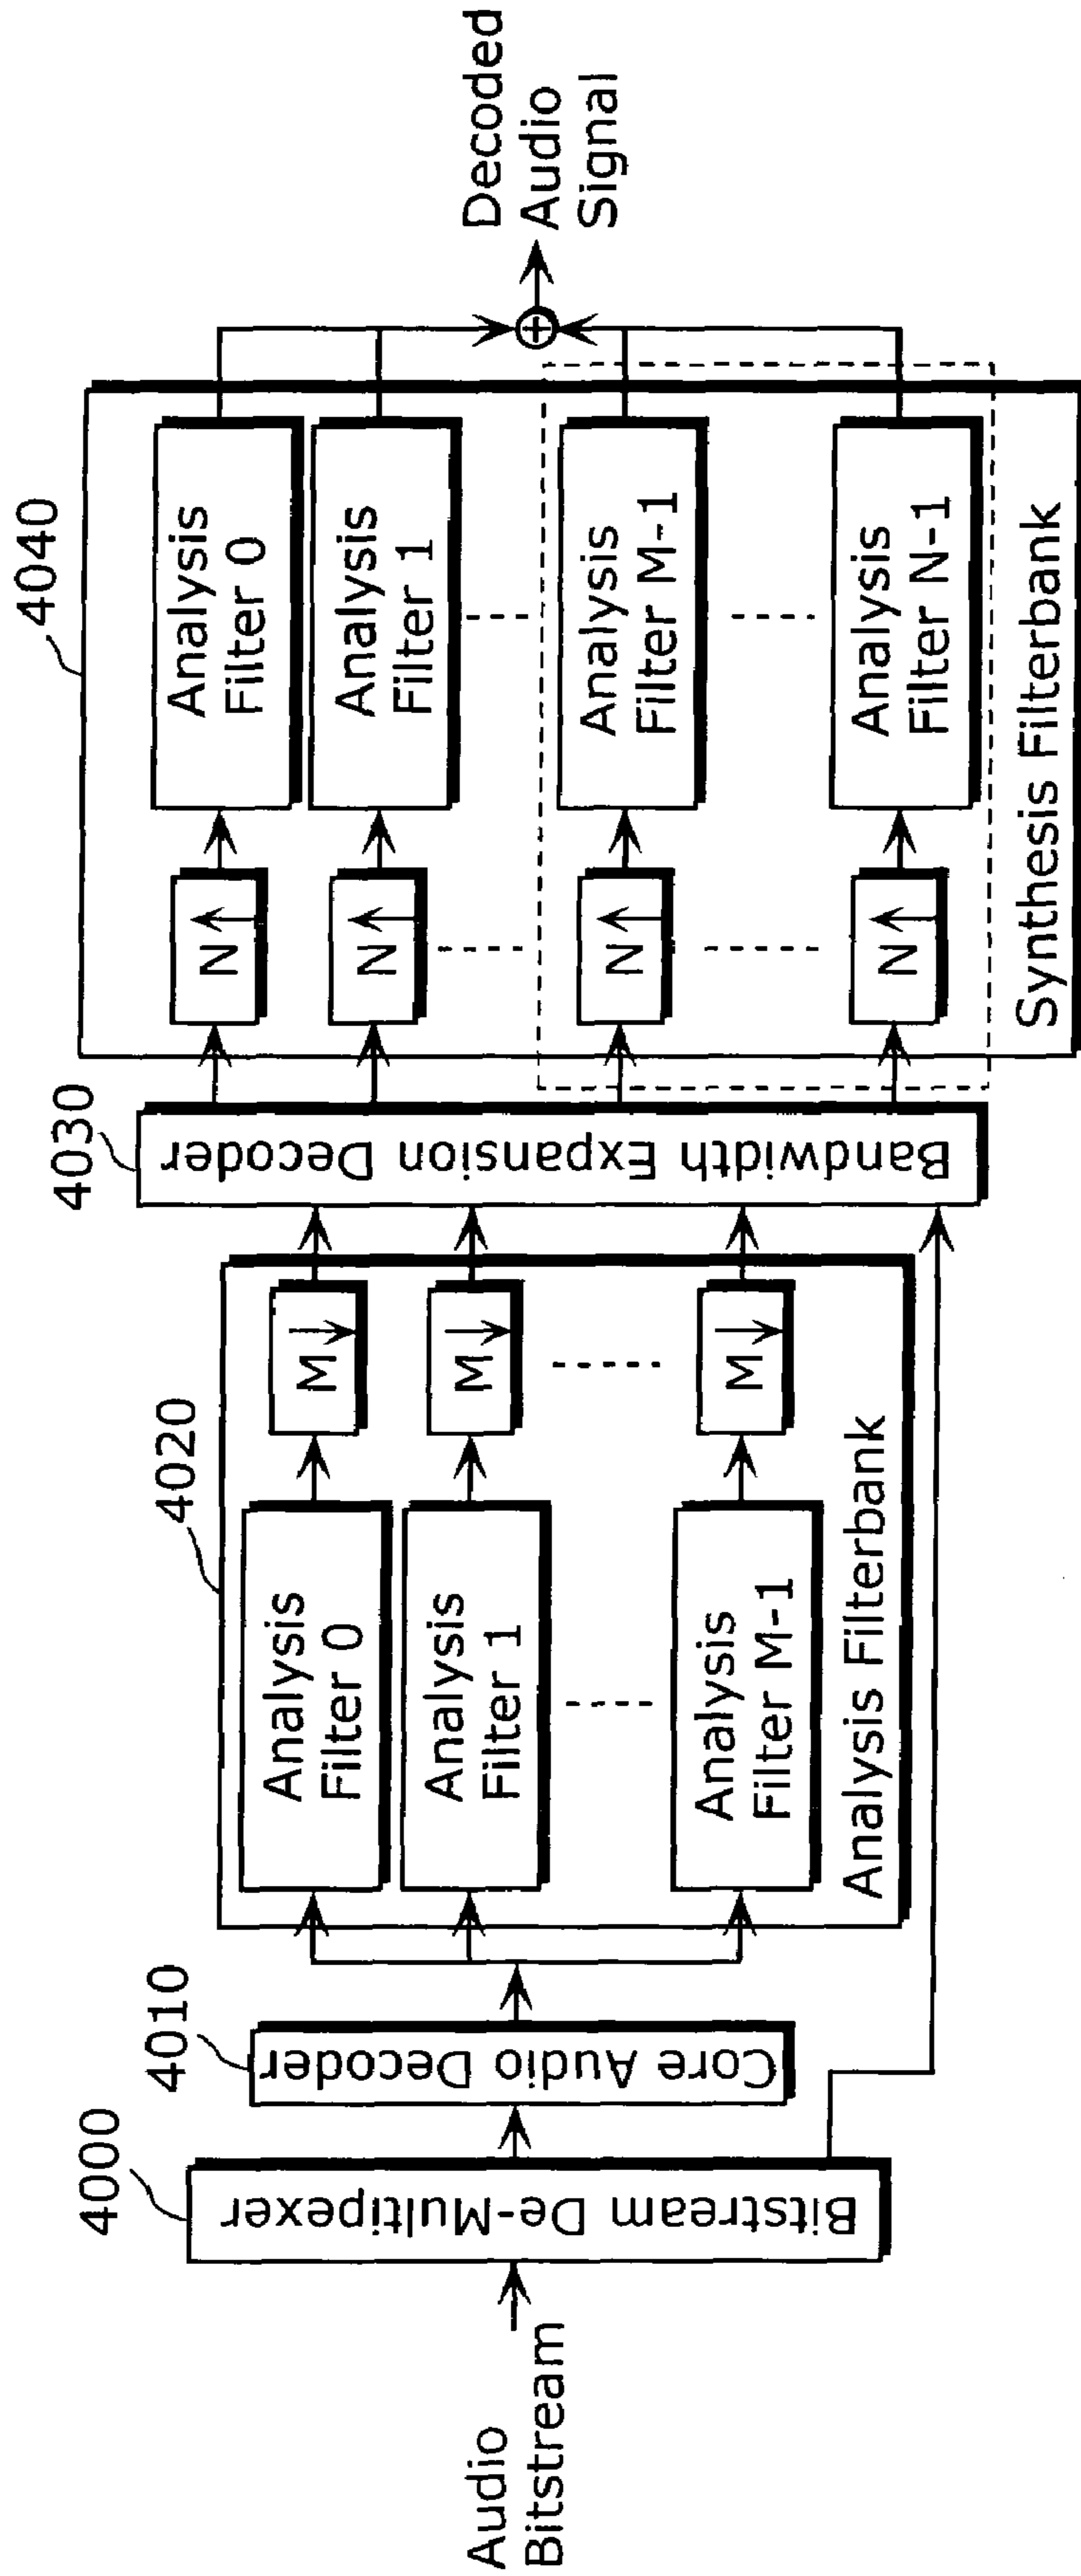 Audio
Bitstream
4000
Bitstream De-Multipexer
4010
Core Audio Decoder
4020
Analysis
Filter 0
M
Analysis
Filter 1
M
Analysis
Filter M-1
M
Analysis Filterbank
4030
Bandwidth Expansion Decoder
4040
N
Analysis
Filter 0
N
Analysis
Filter 1
N
Analysis
Filter M-1
N
Analysis
Filter N-1
Synthesis Filterbank
Decoded
Audio
Signal